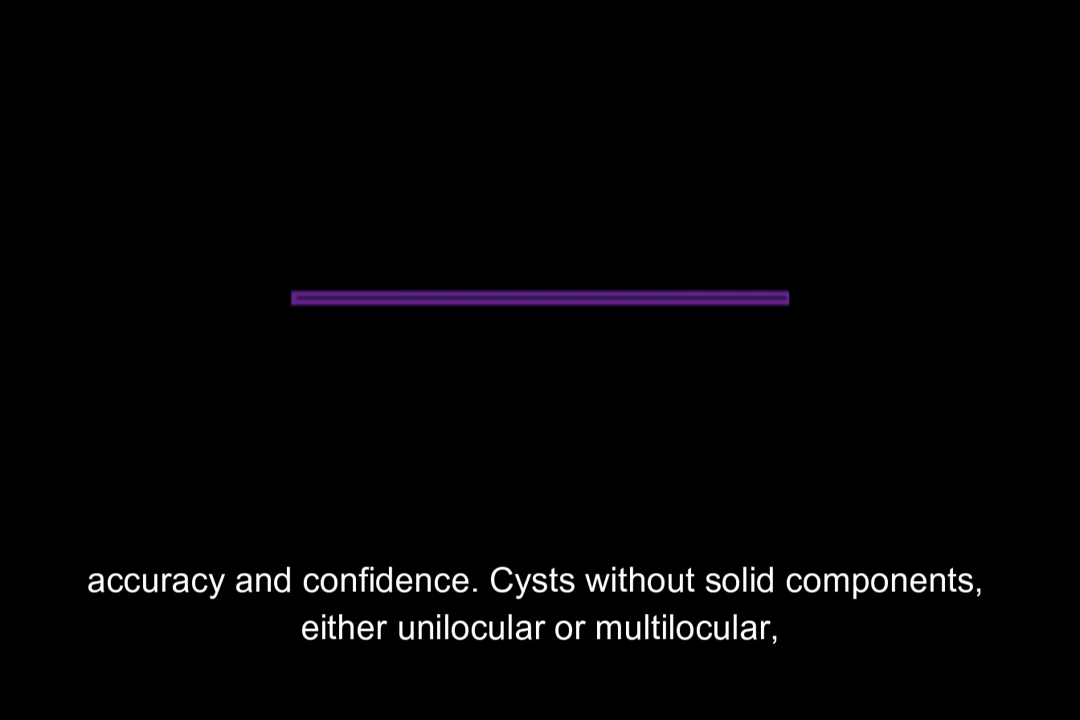 accuracy and confidence. Cysts without solid components,
either unilocular or multilocular,